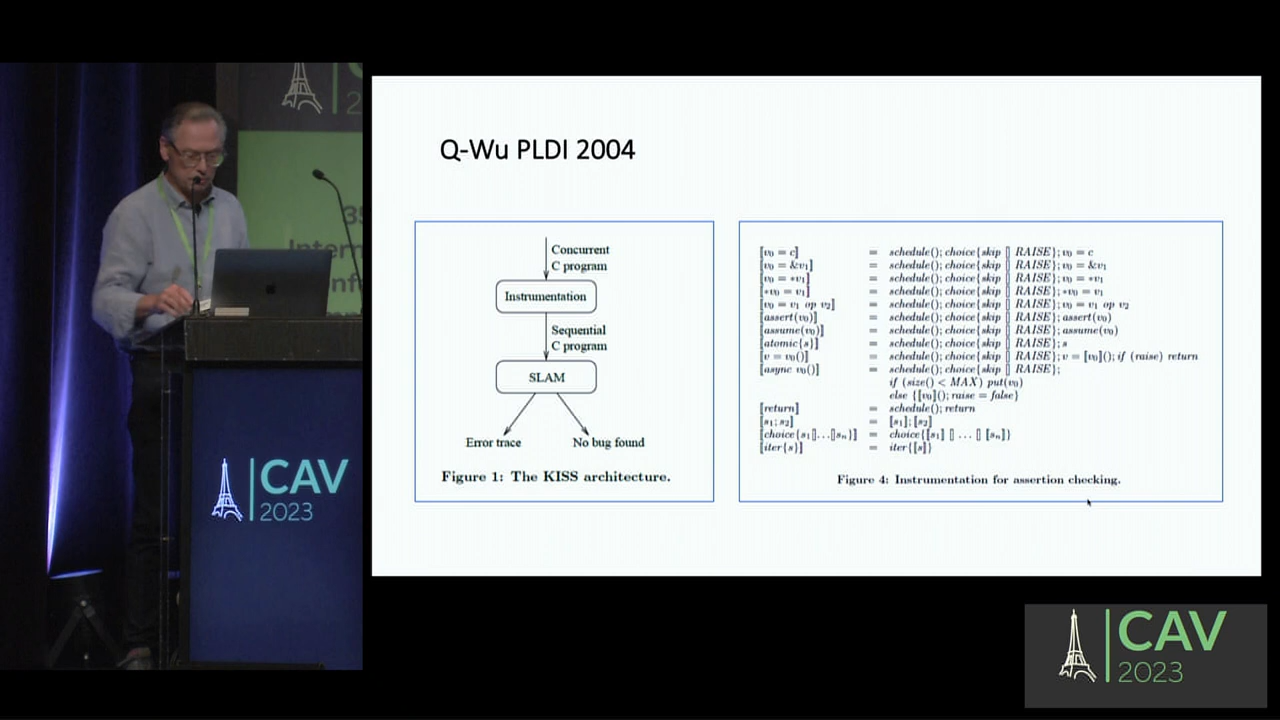 Q-Wu PLDI 2004
Concurrent
C program
Instrumentation
Sequential
C program
SLAM
Error trace
No bug found
Figure 1: The KISS architecture.
[v₀ = c] = schedule(); choice{skip [] RAISE}; v₀ = c
[v₀ = &v₁] = schedule(); choice{skip [] RAISE}; v₀ = &v₁
[v₀ = *v₁] = schedule(); choice{skip [] RAISE}; v₀ = *v₁
[*v₀ = v₁] = schedule(); choice{skip [] RAISE}; *v₀ = v₁
[v₀ = v₁ op v₂] = schedule(); choice{skip [] RAISE}; v₀ = v₁ op v₂
[assert(v₀)] = schedule(); choice{skip [] RAISE}; assert(v₀)
[assume(v₀)] = schedule(); choice{skip [] RAISE}; assume(v₀)
[atomic{s}] = schedule(); choice{skip [] RAISE}; s
[v = v₀()] = schedule(); choice{skip [] RAISE}; v = [v₀](); if (raise) return
[async v₀()] = schedule(); choice{skip [] RAISE};
if (size() < MAX) put(v₀)
else {[v₀](); raise = false}
[return] = schedule; return
[s₁; s₂] = [s₁]; [s₂]
[choice{s₁[]...[]sₙ}] = choice{[s₁] [] ... [] [sₙ]}
[iter{s}] = iter{[s]}
Figure 4: Instrumentation for assertion checking.
CAV
2023
CAV
2023